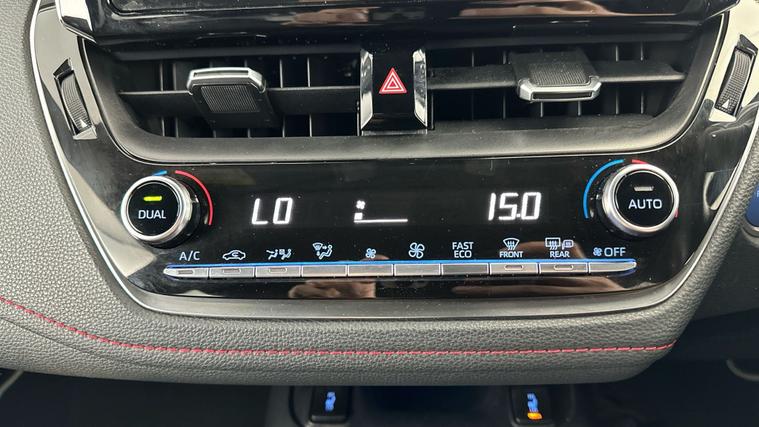 LO 15.0
DUAL AUTO
A/C FAST ECO FRONT REAR OFF